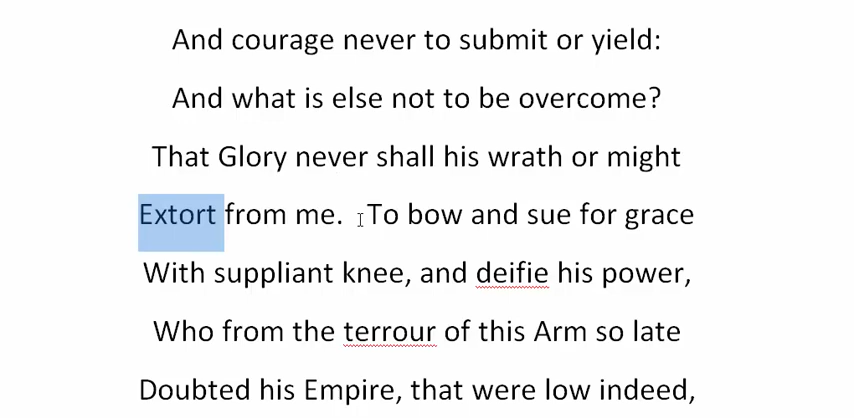 And courage never to submit or yield:
And what is else not to be overcome?
That Glory never shall his wrath or might
Extort from me.  To bow and sue for grace
With suppliant knee, and deifie his power,
Who from the terrour of this Arm so late
Doubted his Empire, that were low indeed,